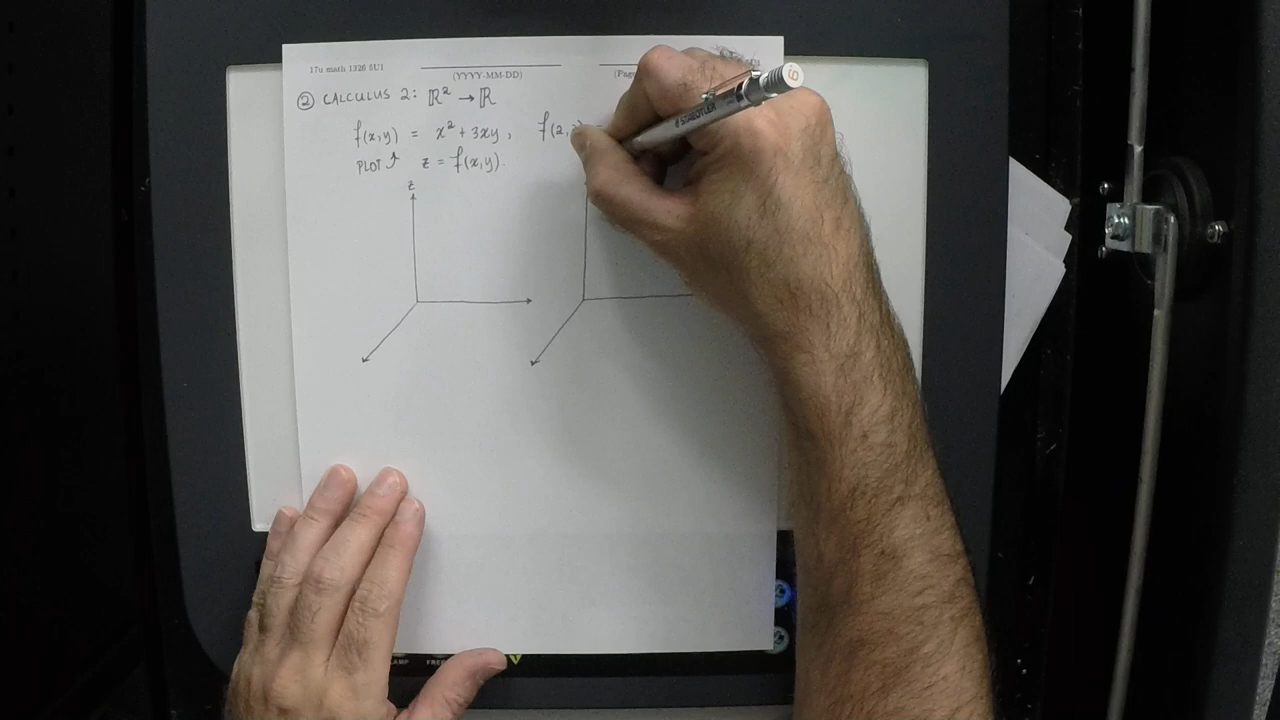 17u math 1326 5U1
(YYYY-MM-DD)
② CALCULUS 2: ℝ² → ℝ
f(x,y) = x² + 3xy, f(2,
PLOT z = f(x,y).
z
STAEDTLER